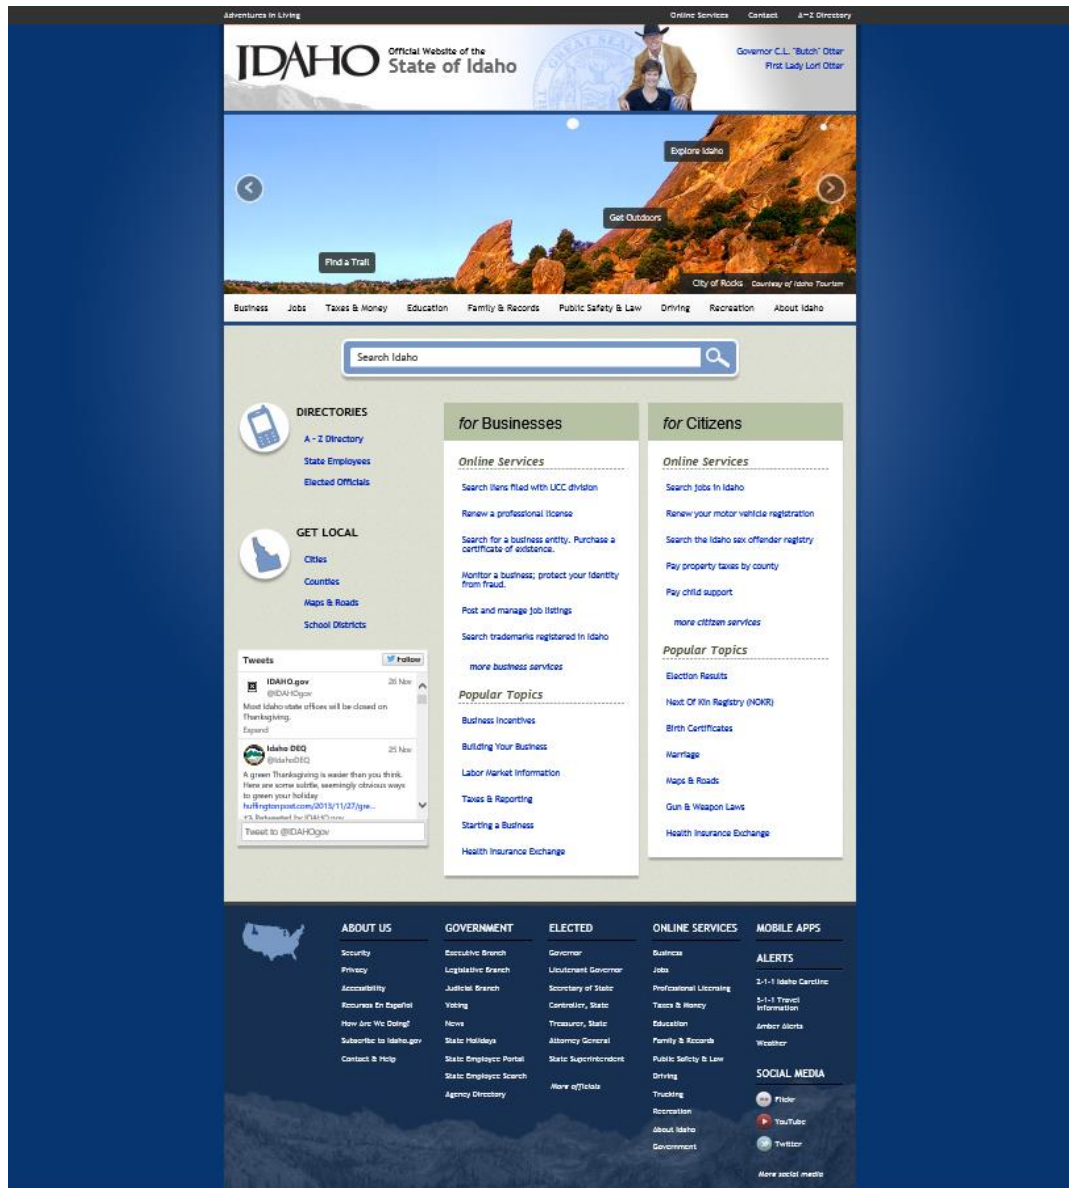 Adventures in Living
Online Services Contact A-Z Directory
IDAHO
Official Website of the
State of Idaho
Governor C.L. "Butch" Otter
First Lady Lori Otter
Explore Idaho
Get Outdoors
Find a Trail
City of Rocks Courtesy of Idaho Tourism
Business Jobs Taxes & Money Education Family & Records Public Safety & Law Driving Recreation About Idaho
Search Idaho
DIRECTORIES
A - Z Directory
State Employees
Elected Officials
GET LOCAL
Cities
Counties
Maps & Roads
School Districts
Tweets
Follow
IDAHO.gov
26 Nov
@IDAHOgov
Most Idaho state offices will be closed on
Thanksgiving.
Expand
Idaho DEQ
25 Nov
@IdahoDEQ
A green Thanksgiving is easier than you think.
Here are some subtle, seemingly obvious ways
to green your holiday
huffingtonpost.com/2013/11/27/gre...
Retweeted by IDAHO.gov
Tweet to @IDAHOgov
for Businesses
Online Services
Search liens filed with UCC division
Renew a professional license
Search for a business entity. Purchase a
certificate of existence.
Monitor a business; protect your identity
from fraud.
Post and manage job listings
Search trademarks registered in Idaho
more business services
Popular Topics
Business Incentives
Building Your Business
Labor Market Information
Taxes & Reporting
Starting a Business
Health Insurance Exchange
for Citizens
Online Services
Search jobs in Idaho
Renew your motor vehicle registration
Search the Idaho sex offender registry
Pay property taxes by county
Pay child support
more citizen services
Popular Topics
Election Results
Next Of Kin Registry (NOKR)
Birth Certificates
Marriage
Maps & Roads
Gun & Weapon Laws
Health Insurance Exchange
ABOUT US
Security
Privacy
Accessibility
Recursos En Español
How Are We Doing?
Subscribe to Idaho.gov
Contact & Help
GOVERNMENT
Executive Branch
Legislative Branch
Judicial Branch
Voting
News
State Holidays
State Employee Portal
State Employee Search
Agency Directory
ELECTED
Governor
Lieutenant Governor
Secretary of State
Controller, State
Treasurer, State
Attorney General
State Superintendent
More officials
ONLINE SERVICES
Business
Jobs
Professional Licensing
Taxes & Money
Education
Family & Records
Public Safety & Law
Driving
Trucking
Recreation
About Idaho
Government
MOBILE APPS
ALERTS
2-1-1 Idaho Careline
5-1-1 Travel
Information
Amber Alerts
Weather
SOCIAL MEDIA
Flickr
YouTube
Twitter
More social media